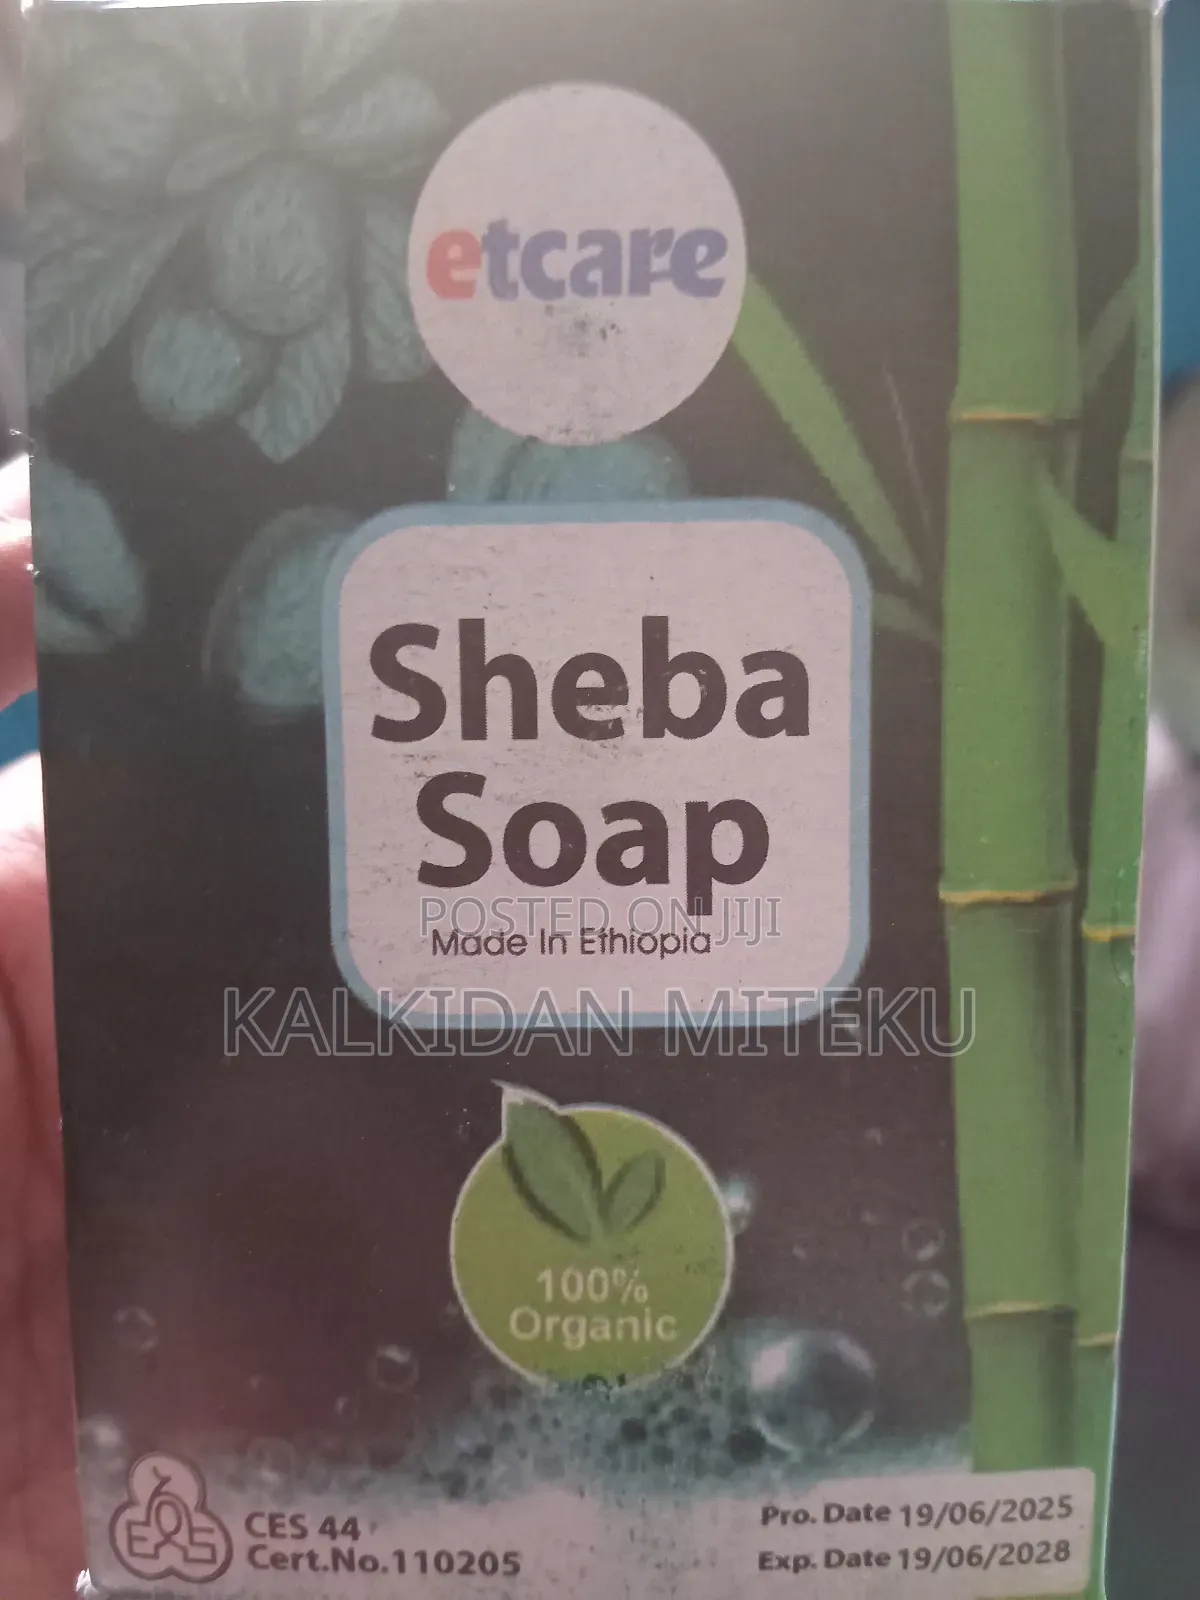 etcare
Sheba
Soap
POSTED ON JIJI
Made In Ethiopia
KALKIDAN MITEKU
100%
Organic
CES 44
Cert.No.110205
Pro. Date 19/06/2025
Exp. Date 19/06/2028